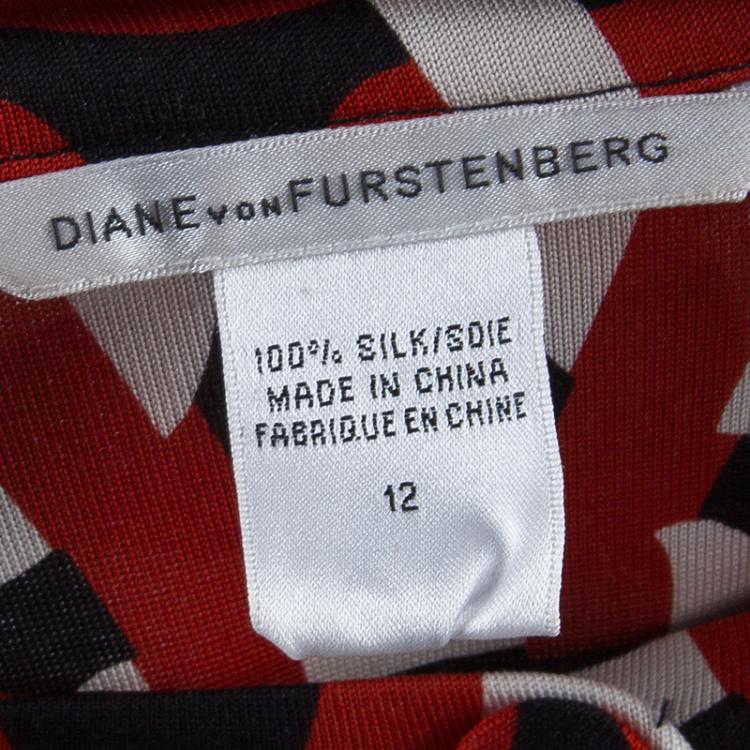 DIANE VON FURSTENBERG
100% SILK/SOIE
MADE IN CHINA
FABRIQUE EN CHINE
12